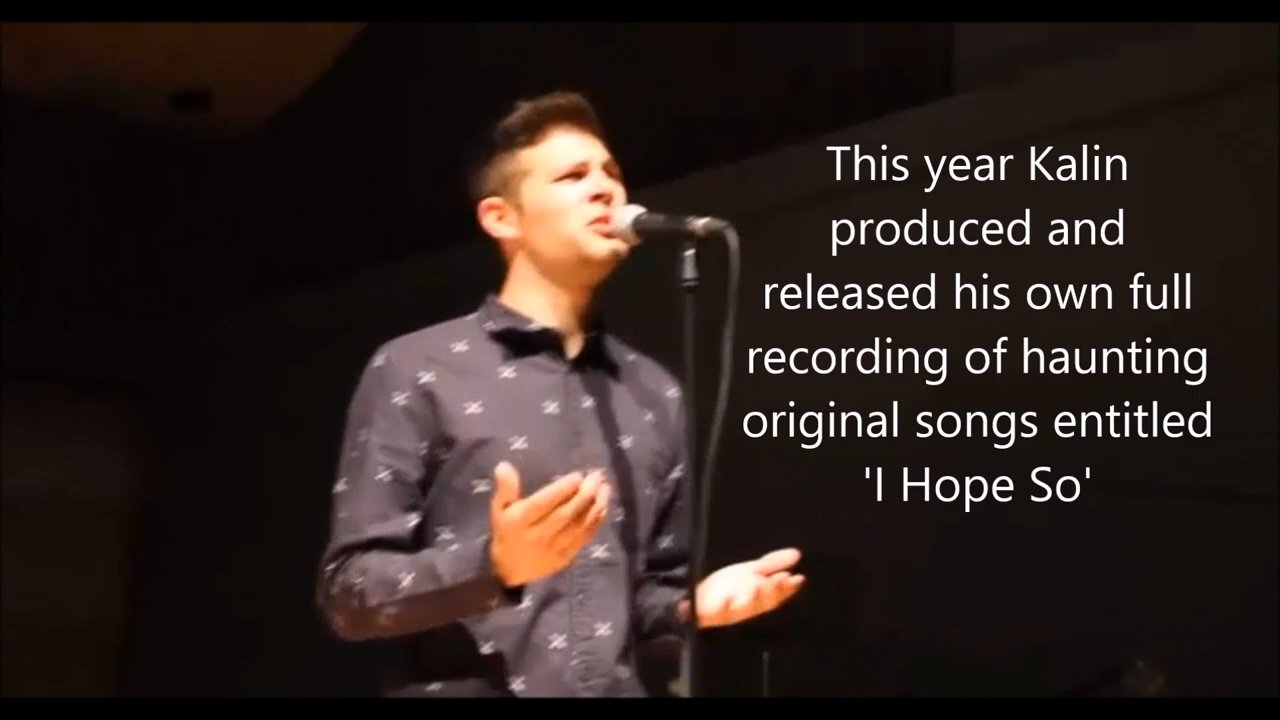 This year Kalin
produced and
released his own full
recording of haunting
original songs entitled
'I Hope So'